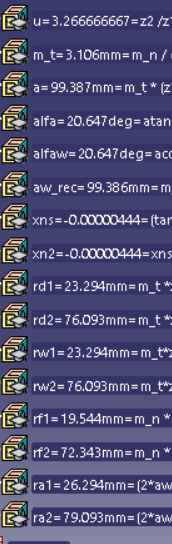 u=3.266666667=z2 /z
m_t=3.106mm=m_n /
a=99.387mm=m_t * (z
alfa=20.647deg=atan
alfaw=20.647deg=acc
aw_rec=99.386mm=m
xns=-0.00000444=(tan
xn2=-0.00000444=xns
rd1=23.294mm=m_t *
rd2=76.093mm=m_t *
rw1=23.294mm=m_t*z
rw2=76.093mm=m_t*z
rf1=19.544mm=m_n *
rf2=72.343mm=m_n *
ra1=26.294mm=(2*aw
ra2=79.093mm=(2*aw